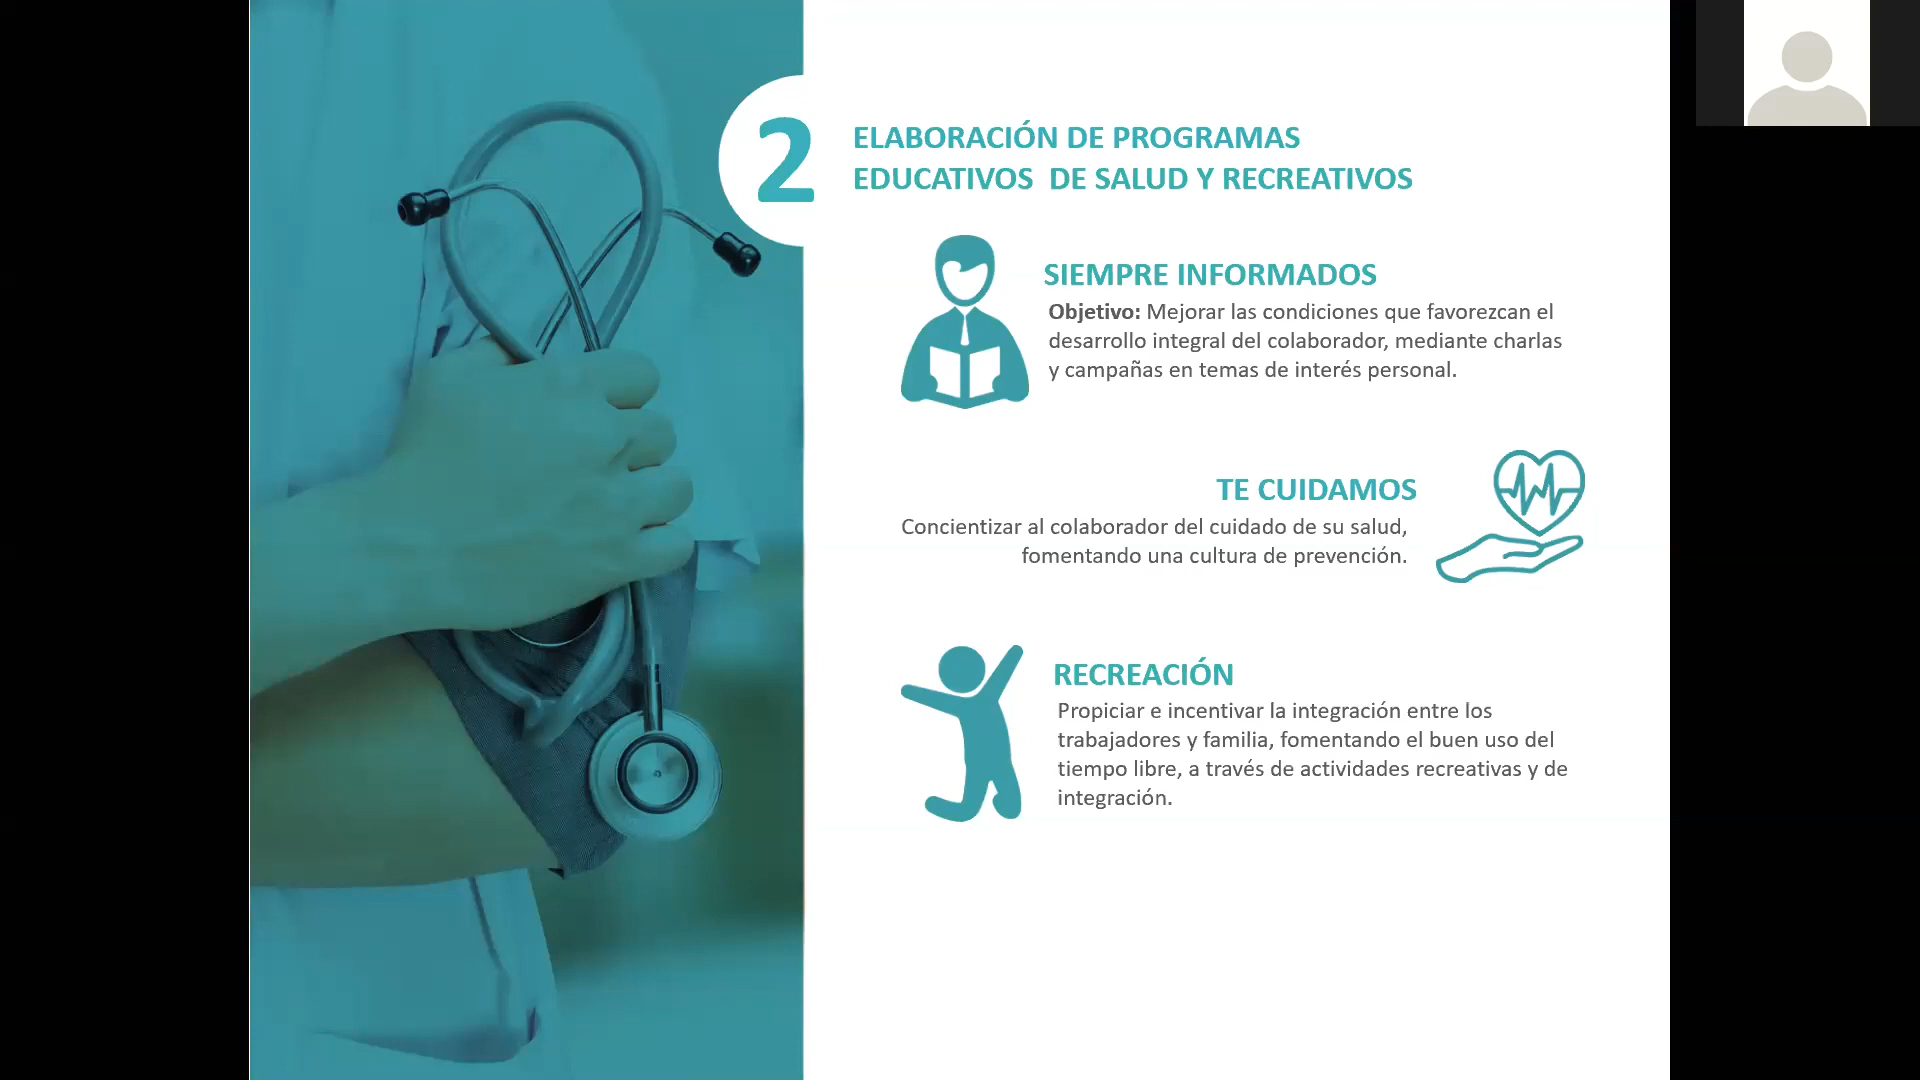 2
ELABORACIÓN DE PROGRAMAS
EDUCATIVOS DE SALUD Y RECREATIVOS
SIEMPRE INFORMADOS
Objetivo: Mejorar las condiciones que favorezcan el
desarrollo integral del colaborador, mediante charlas
y campañas en temas de interés personal.
TE CUIDAMOS
Concientizar al colaborador del cuidado de su salud,
fomentando una cultura de prevención.
RECREACIÓN
Propiciar e incentivar la integración entre los
trabajadores y familia, fomentando el buen uso del
tiempo libre, a través de actividades recreativas y de
integración.